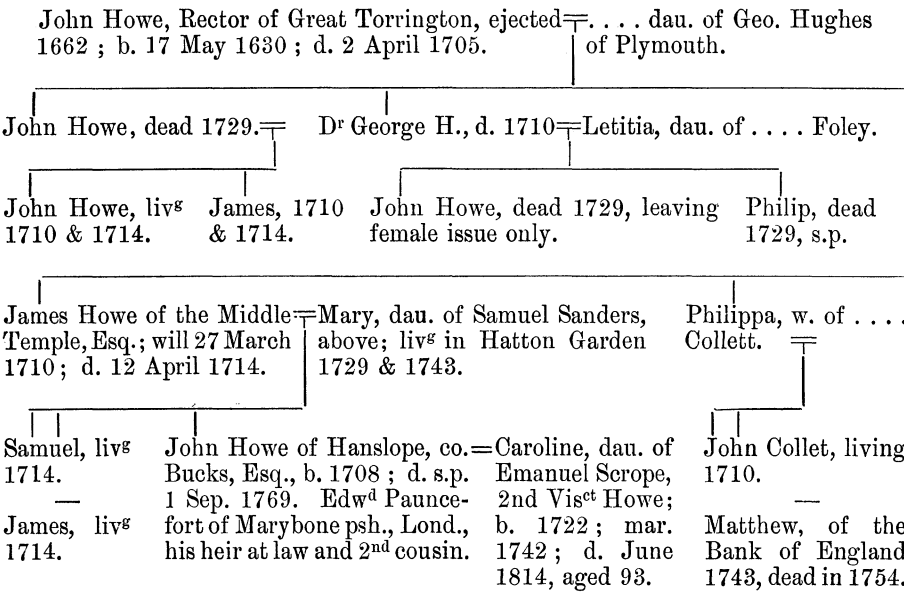 John Howe, Rector of Great Torrington, ejected=. . . . dau. of Geo. Hughes
1662 ; b. 17 May 1630 ; d. 2 April 1705. of Plymouth.
John Howe, dead 1729.= Dʳ George H., d. 1710=Letitia, dau. of . . . . Foley.
John Howe, livᵍ
1710 & 1714.
James, 1710
& 1714.
John Howe, dead 1729, leaving
female issue only.
Philip, dead
1729, s.p.
James Howe of the Middle=
Temple, Esq.; will 27 March
1710; d. 12 April 1714.
Mary, dau. of Samuel Sanders,
above; livᵍ in Hatton Garden
1729 & 1743.
Philippa, w. of . . . .
Collett. =
Samuel, livᵍ
1714.
—
James, livᵍ
1714.
John Howe of Hanslope, co.=
Bucks, Esq., b. 1708 ; d. s.p.
1 Sep. 1769. Edwᵈ Paunce-
fort of Marybone psh., Lond.,
his heir at law and 2ⁿᵈ cousin.
Caroline, dau. of
Emanuel Scrope,
2nd Visᶜᵗ Howe;
b. 1722 ; mar.
1742 ; d. June
1814, aged 93.
John Collet, living
1710.
—
Matthew, of the
Bank of England
1743, dead in 1754.